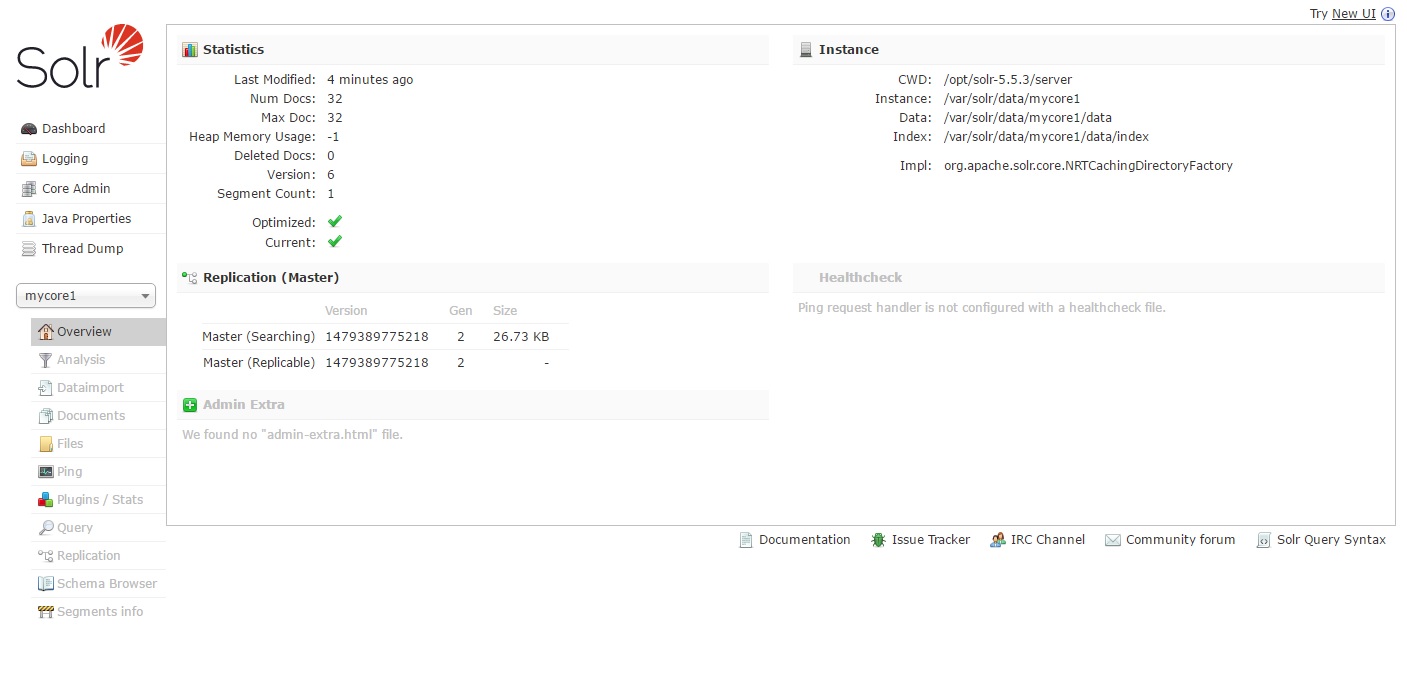 Try New UI
Solr
Dashboard
Logging
Core Admin
Java Properties
Thread Dump
mycore1
Overview
Analysis
Dataimport
Documents
Files
Ping
Plugins / Stats
Query
Replication
Schema Browser
Segments info
Statistics
Last Modified: 4 minutes ago
Num Docs: 32
Max Doc: 32
Heap Memory Usage: -1
Deleted Docs: 0
Version: 6
Segment Count: 1
Optimized:
Current:
Instance
CWD: /opt/solr-5.5.3/server
Instance: /var/solr/data/mycore1
Data: /var/solr/data/mycore1/data
Index: /var/solr/data/mycore1/data/index
Impl: org.apache.solr.core.NRTCachingDirectoryFactory
Replication (Master)
Version Gen Size
Master (Searching) 1479389775218 2 26.73 KB
Master (Replicable) 1479389775218 2 -
Healthcheck
Ping request handler is not configured with a healthcheck file.
Admin Extra
We found no "admin-extra.html" file.
Documentation Issue Tracker IRC Channel Community forum Solr Query Syntax